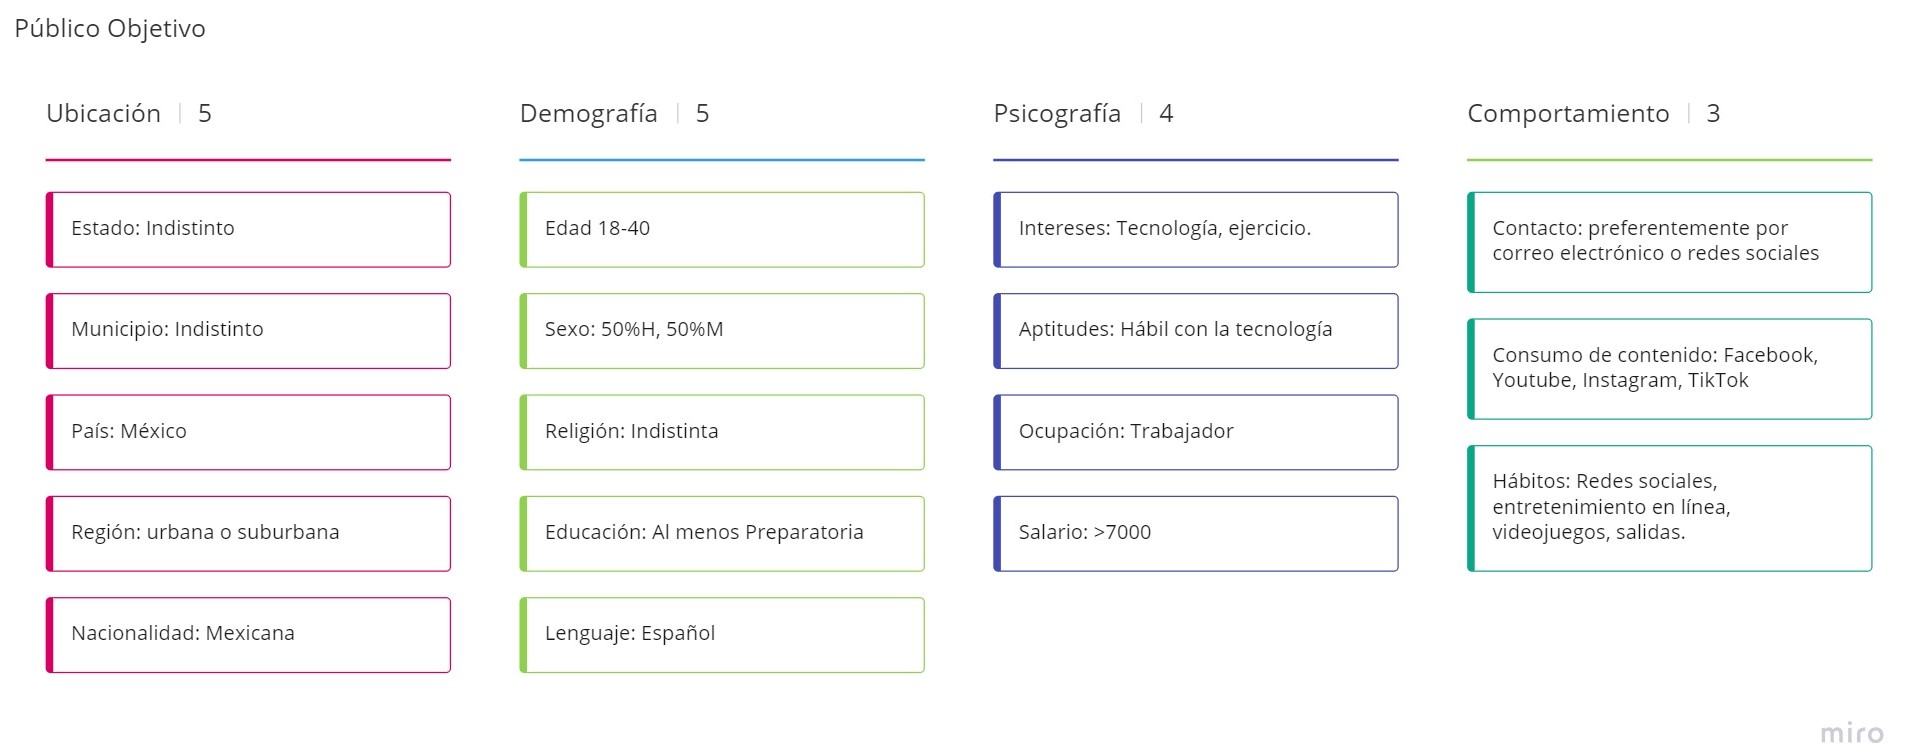 Público Objetivo
Ubicación | 5
Estado: Indistinto
Municipio: Indistinto
País: México
Región: urbana o suburbana
Nacionalidad: Mexicana
Demografía | 5
Edad 18-40
Sexo: 50%H, 50%M
Religión: Indistinta
Educación: Al menos Preparatoria
Lenguaje: Español
Psicografía | 4
Intereses: Tecnología, ejercicio.
Aptitudes: Hábil con la tecnología
Ocupación: Trabajador
Salario: >7000
Comportamiento | 3
Contacto: preferentemente por
correo electrónico o redes sociales
Consumo de contenido: Facebook,
Youtube, Instagram, TikTok
Hábitos: Redes sociales,
entretenimiento en línea,
videojuegos, salidas.
miro